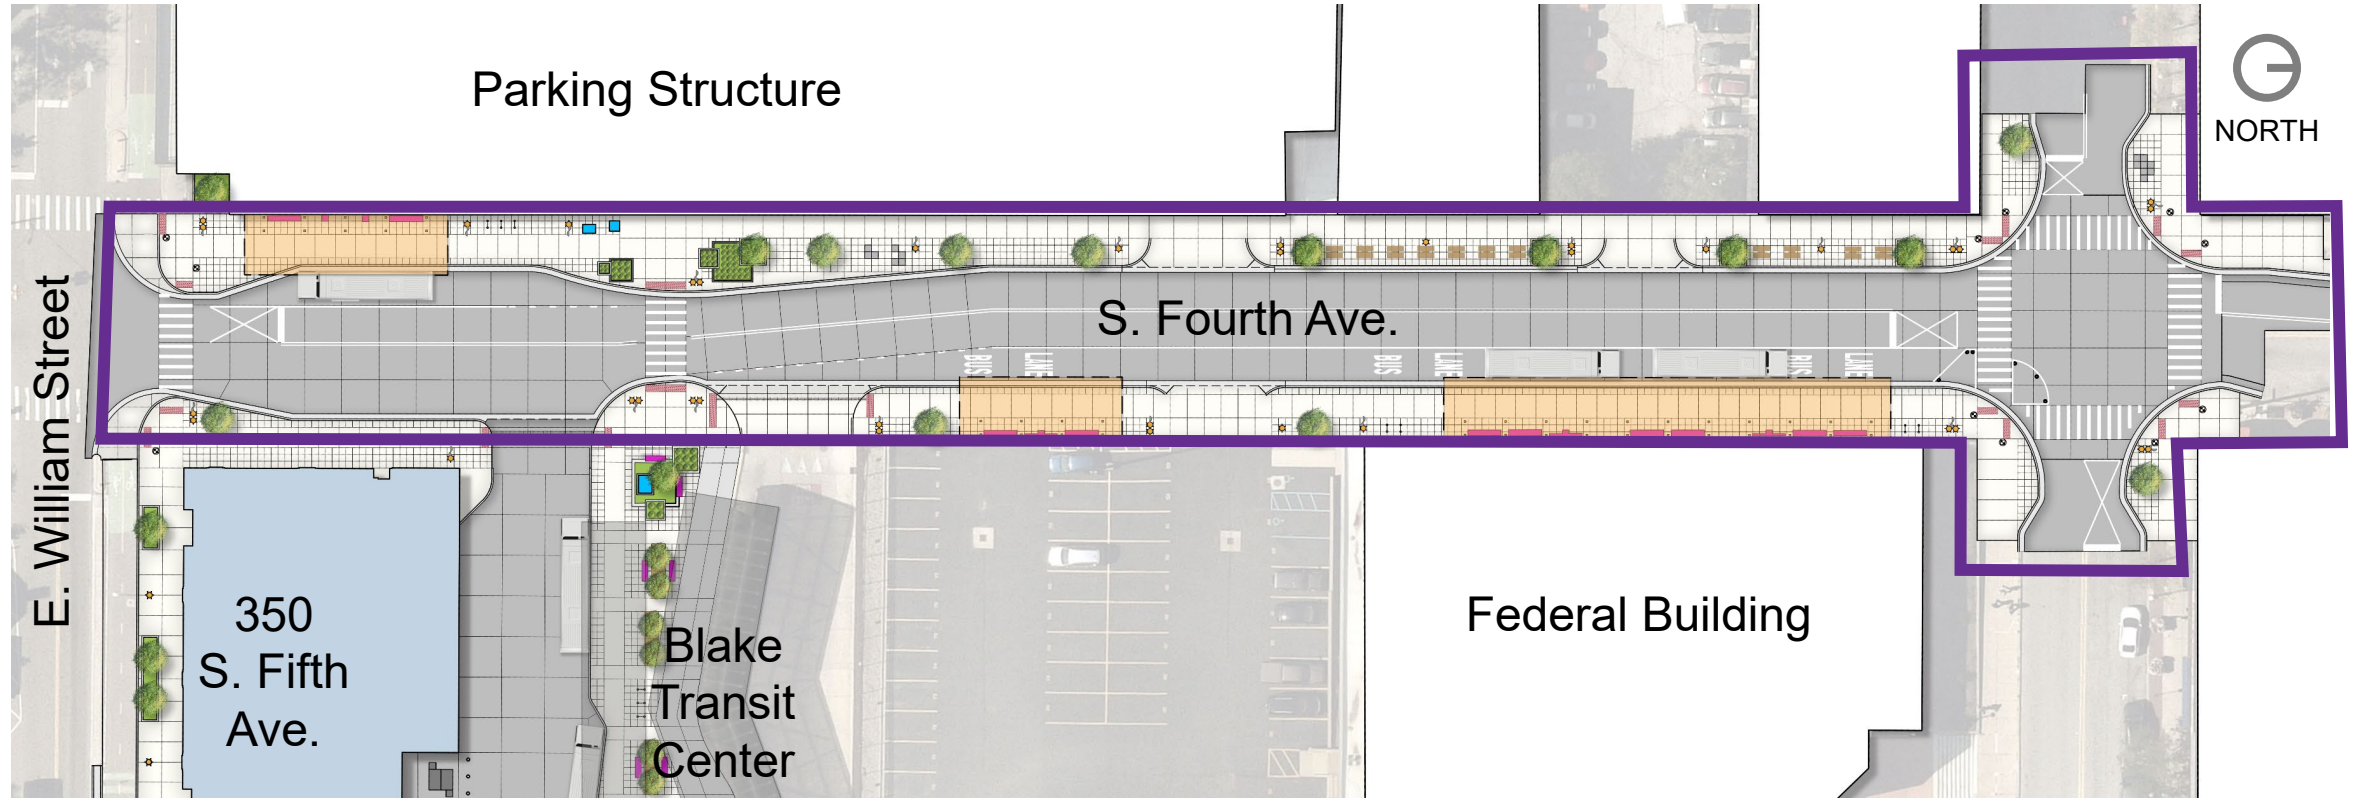 Parking Structure
NORTH
S. Fourth Ave.
BUS
LANE
BUS
LANE
BUS
LANE
E. William Street
350
S. Fifth
Ave.
Blake
Transit
Center
Federal Building